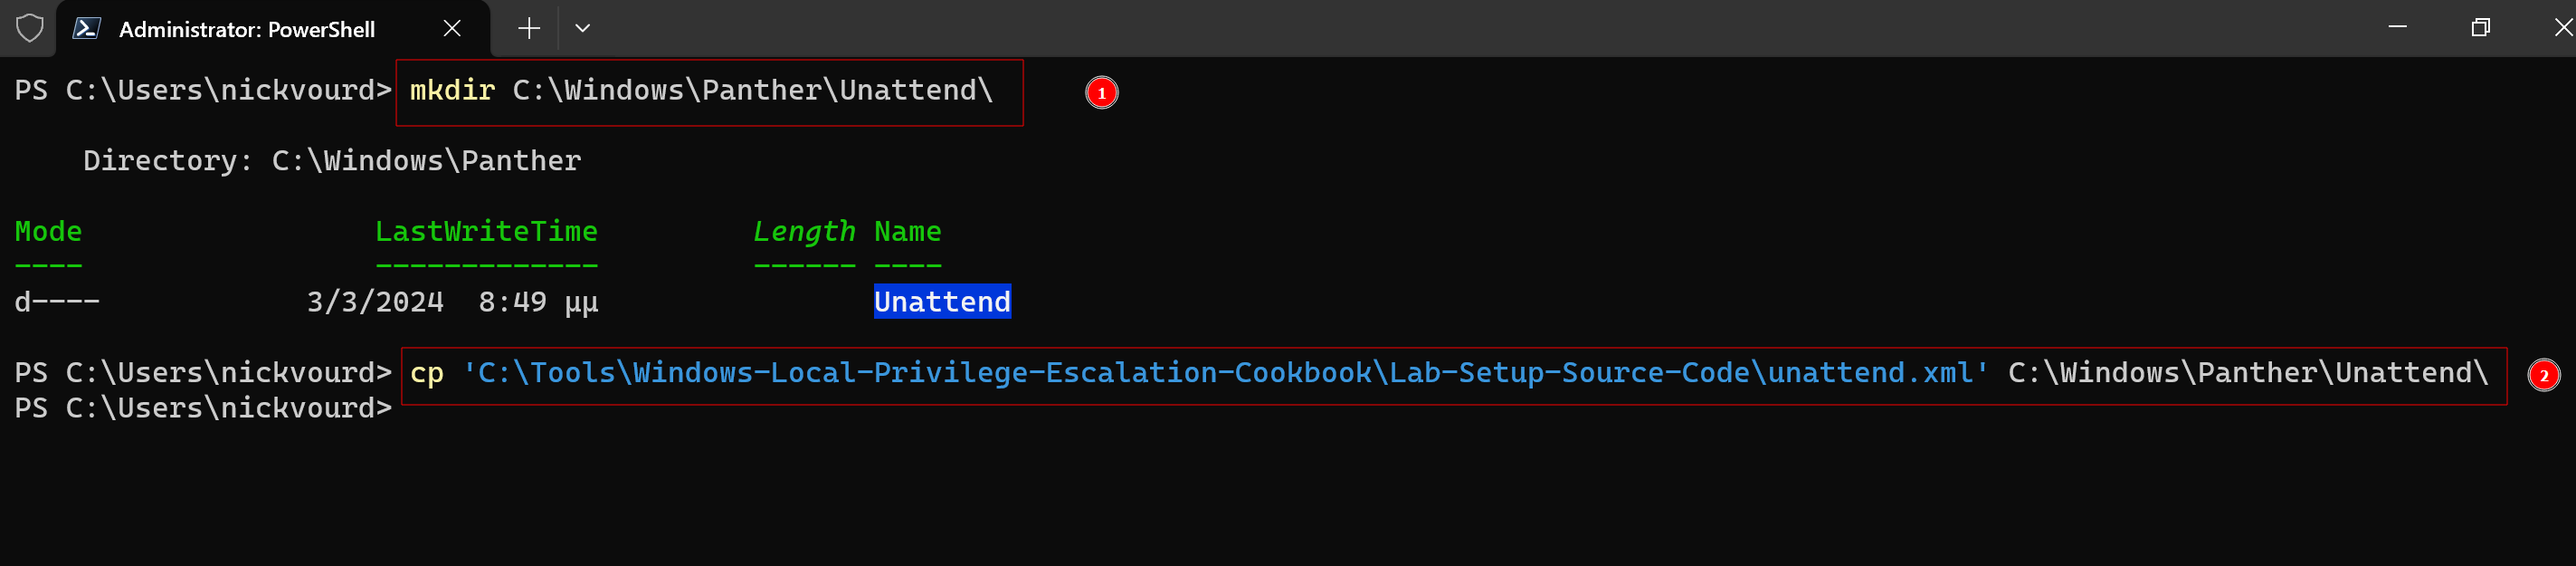 Administrator: PowerShell
PS C:\Users\nickvourd> mkdir C:\Windows\Panther\Unattend\
1
Directory: C:\Windows\Panther
Mode LastWriteTime Length Name
---- ------------- ------ ----
d---- 3/3/2024 8:49 μμ Unattend
PS C:\Users\nickvourd> cp 'C:\Tools\Windows-Local-Privilege-Escalation-Cookbook\Lab-Setup-Source-Code\unattend.xml' C:\Windows\Panther\Unattend\
2
PS C:\Users\nickvourd>